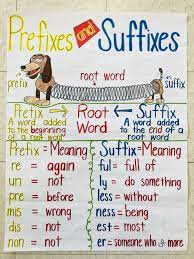 Prefixes and Suffixes
root word
prefix
suffix
Prefix → Root Word ← Suffix
A word added to the beginning of a root word
A word added to the end of a root word
Prefix = Meaning
re = again
un = not
pre = before
mis = wrong
dis = not
non = not
Suffix = Meaning
ful = full of
ly = do something
less = without
ness = being
est = most
er = someone who & more